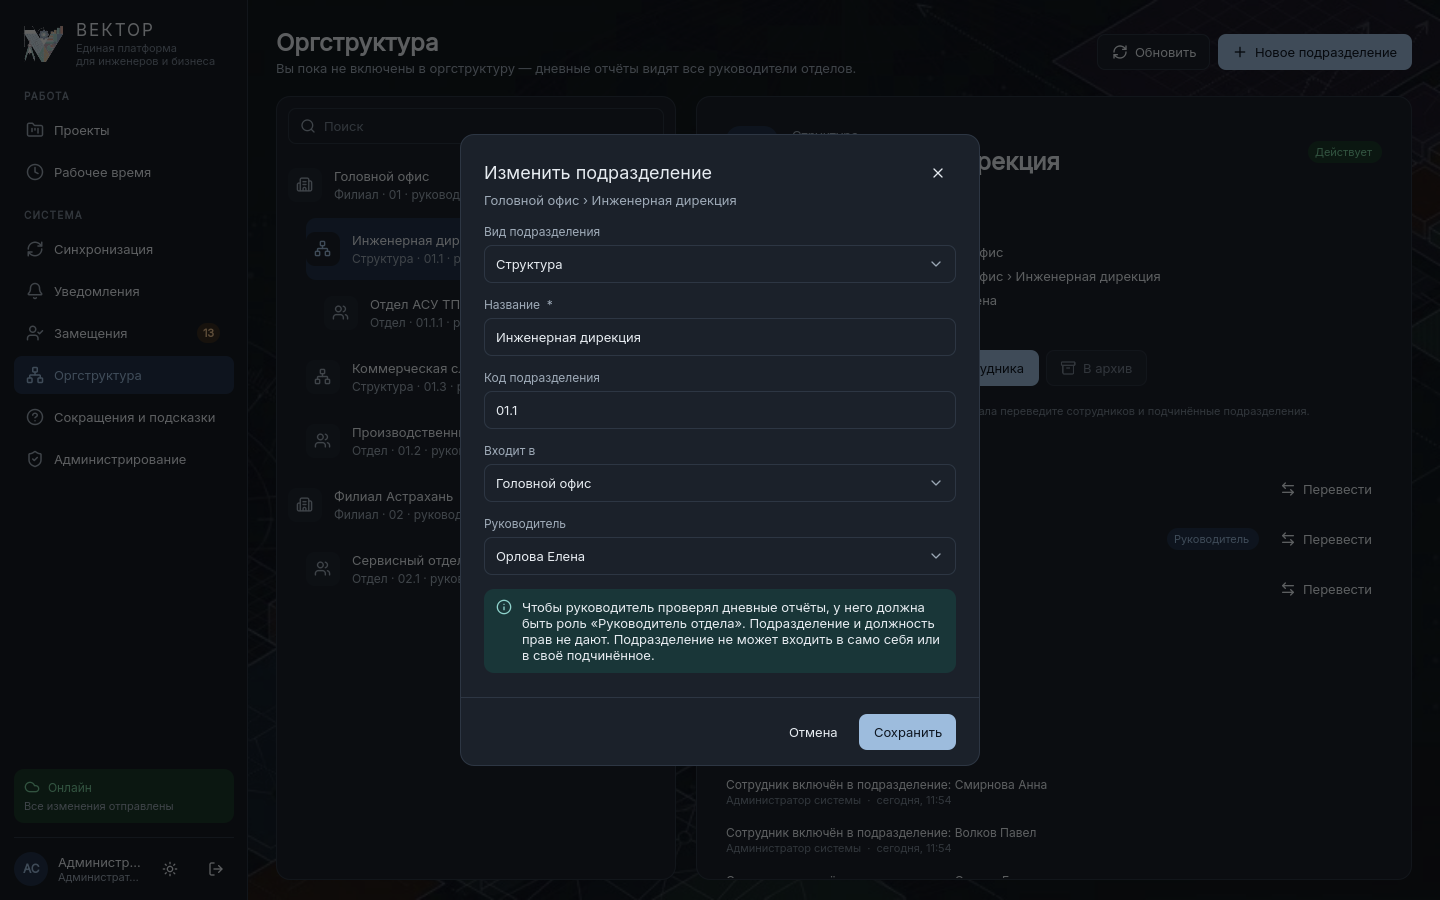 ВЕКТОР
Единая платформа
для инженеров и бизнеса
РАБОТА
Проекты
Рабочее время
СИСТЕМА
Синхронизация
Уведомления
Замещения 13
Оргструктура
Сокращения и подсказки
Администрирование
Онлайн
Все изменения отправлены
АС
Администр...
Администрат...
Оргструктура
Вы пока не включены в оргструктуру — дневные отчёты видят все руководители отделов.
Обновить
Новое подразделение
Поиск
Головной офис
Филиал · 01 · руковод
Инженерная дир
Структура · 01.1 · р
Отдел АСУ ТП
Отдел · 01.1.1 · р
Коммерческая с
Структура · 01.3 · р
Производственн
Отдел · 01.2 · руко
Филиал Астрахань
Филиал · 02 · руковод
Сервисный отдел
Отдел · 02.1 · руко
рекция
Действует
фис
фис › Инженерная дирекция
ена
удника
В архив
ала переведите сотрудников и подчинённые подразделения.
Перевести
Руководитель
Перевести
Перевести
Сотрудник включён в подразделение: Смирнова Анна
Администратор системы · сегодня, 11:54
Сотрудник включён в подразделение: Волков Павел
Администратор системы · сегодня, 11:54
Изменить подразделение
Головной офис › Инженерная дирекция
Вид подразделения
Структура
Название *
Инженерная дирекция
Код подразделения
01.1
Входит в
Головной офис
Руководитель
Орлова Елена
Чтобы руководитель проверял дневные отчёты, у него должна
быть роль «Руководитель отдела». Подразделение и должность
прав не дают. Подразделение не может входить в само себя или
в своё подчинённое.
Отмена
Сохранить